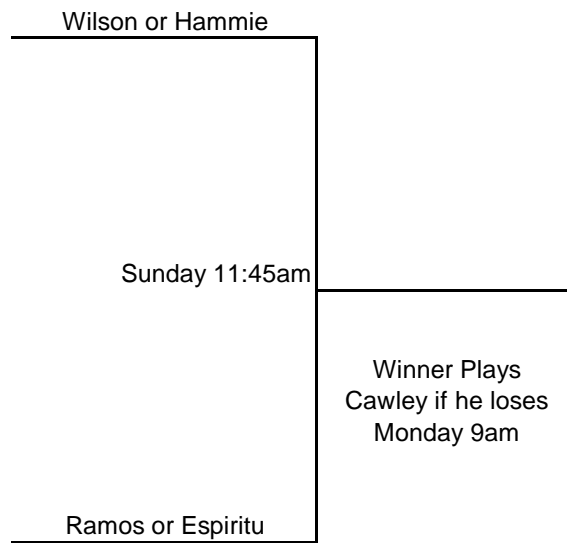 Wilson or Hammie
Sunday 11:45am
Winner Plays
Cawley if he loses
Monday 9am
Ramos or Espiritu